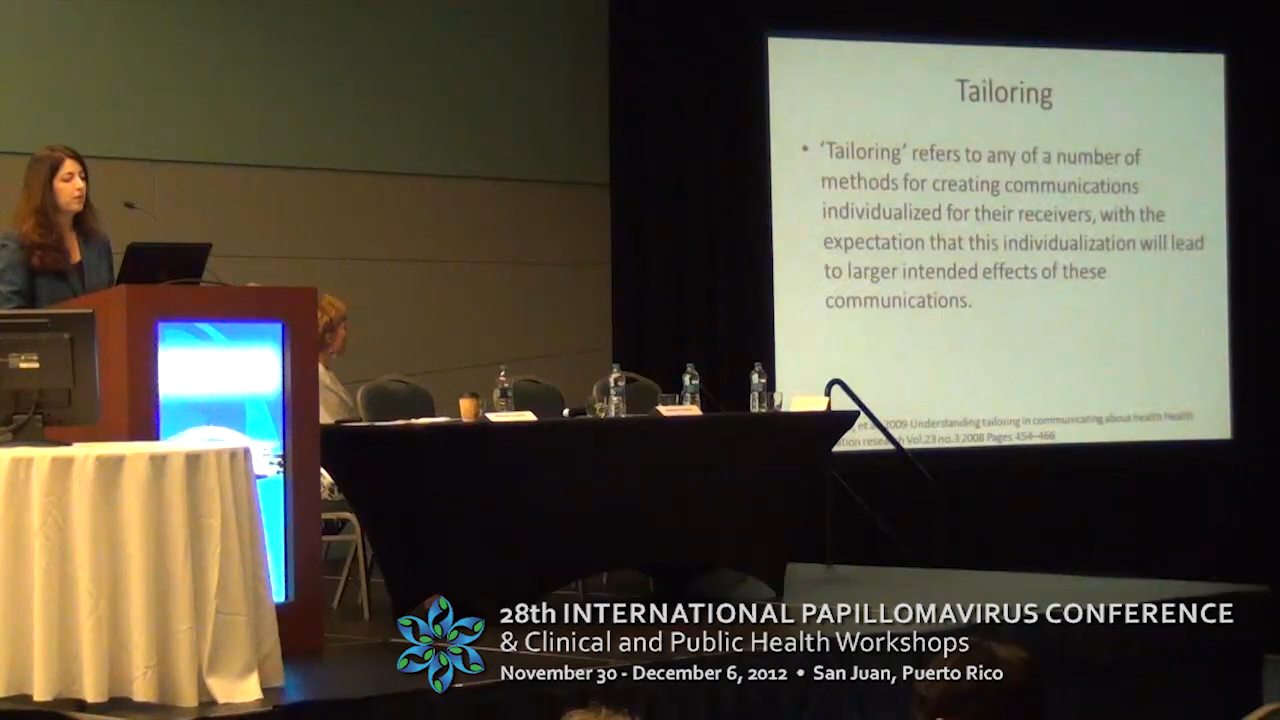 Tailoring
• ‘Tailoring’ refers to any of a number of
methods for creating communications
individualized for their receivers, with the
expectation that this individualization will lead
to larger intended effects of these
communications.
2009 Understanding tailoring in communicating about health Health
Vol.23 no.3 2008 Pages 454–466
28th INTERNATIONAL PAPILLOMAVIRUS CONFERENCE
& Clinical and Public Health Workshops
November 30 - December 6, 2012 • San Juan, Puerto Rico